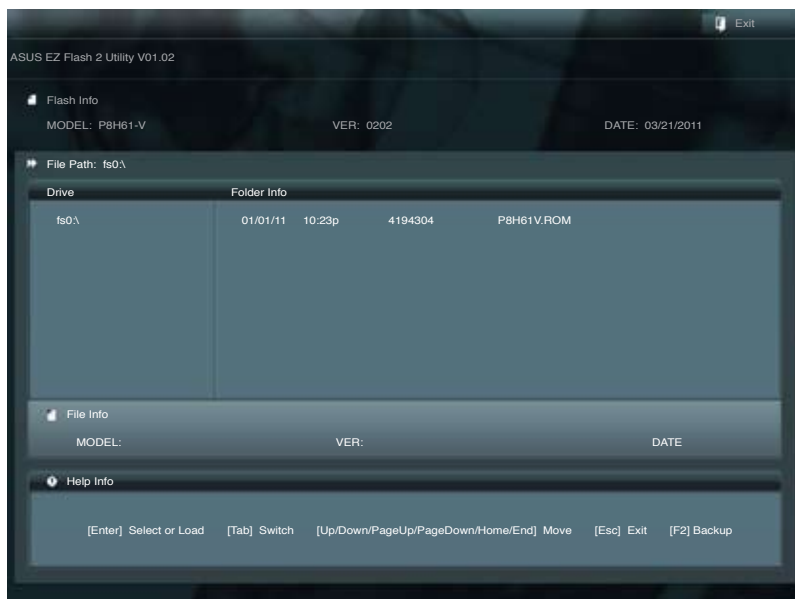 Exit
ASUS EZ Flash 2 Utility V01.02
Flash Info
MODEL: P8H61-V VER: 0202 DATE: 03/21/2011
File Path: fs0:\
Drive Folder Info
fs0:\ 01/01/11 10:23p 4194304 P8H61V.ROM
File Info
MODEL: VER: DATE
Help Info
[Enter] Select or Load [Tab] Switch [Up/Down/PageUp/PageDown/Home/End] Move [Esc] Exit [F2] Backup